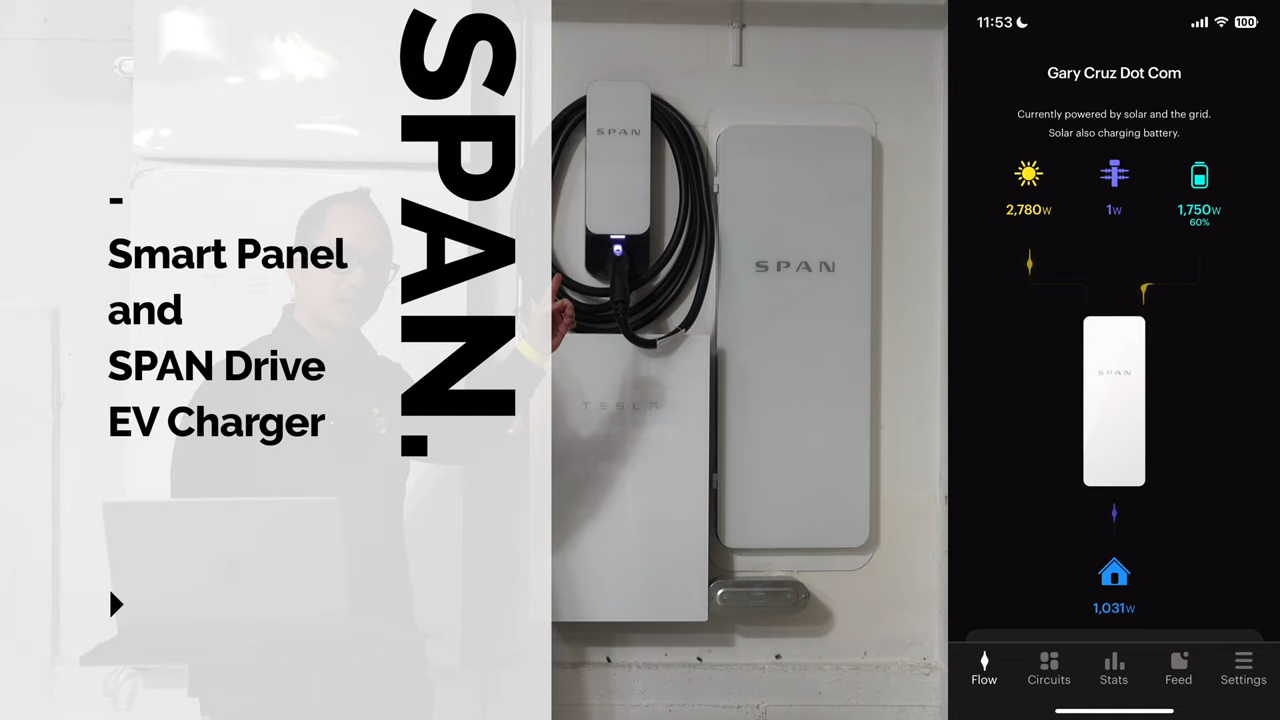 SPAN.
-
Smart Panel
and
SPAN Drive
EV Charger
SPAN
SPAN
TESLA
11:53
100
Gary Cruz Dot Com
Currently powered by solar and the grid.
Solar also charging battery.
2,780W
1W
1,750W
60%
SPAN
1,031W
Flow
Circuits
Stats
Feed
Settings